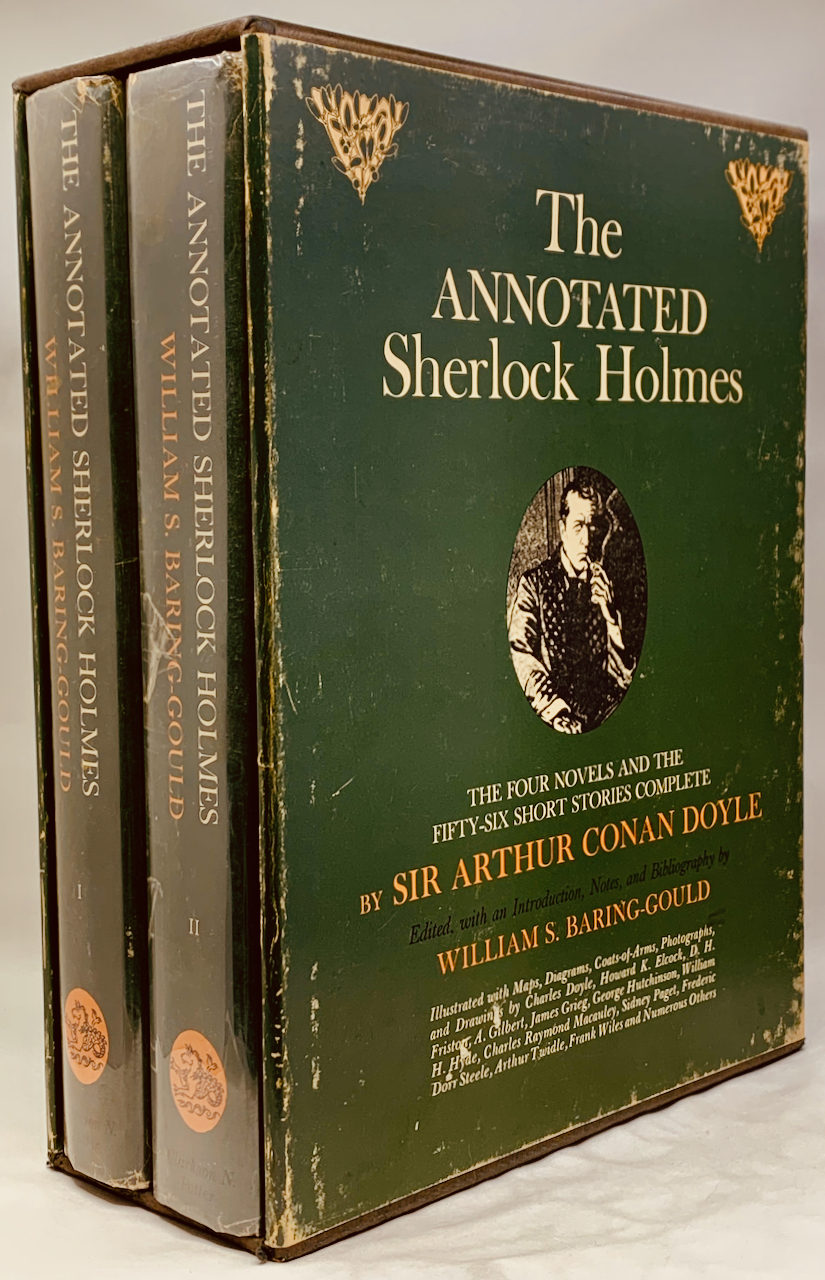 THE ANNOTATED SHERLOCK HOLMES
WILLIAM S. BARING-GOULD
I
THE ANNOTATED SHERLOCK HOLMES
WILLIAM S. BARING-GOULD
II
Clarkson N.
Potter
The
ANNOTATED
Sherlock Holmes
THE FOUR NOVELS AND THE
FIFTY-SIX SHORT STORIES COMPLETE
BY SIR ARTHUR CONAN DOYLE
Edited, with an Introduction, Notes, and Bibliography by
WILLIAM S. BARING-GOULD
Illustrated with Maps, Diagrams, Coats-of-Arms, Photographs,
and Drawings by Charles Doyle, Howard K. Elcock, D. H.
Friston, A. Gilbert, James Greig, George Hutchinson, William
H. Hyde, Charles Raymond Macauley, Sidney Paget, Frederic
Dorr Steele, Arthur Twidle, Frank Wiles and Numerous Others